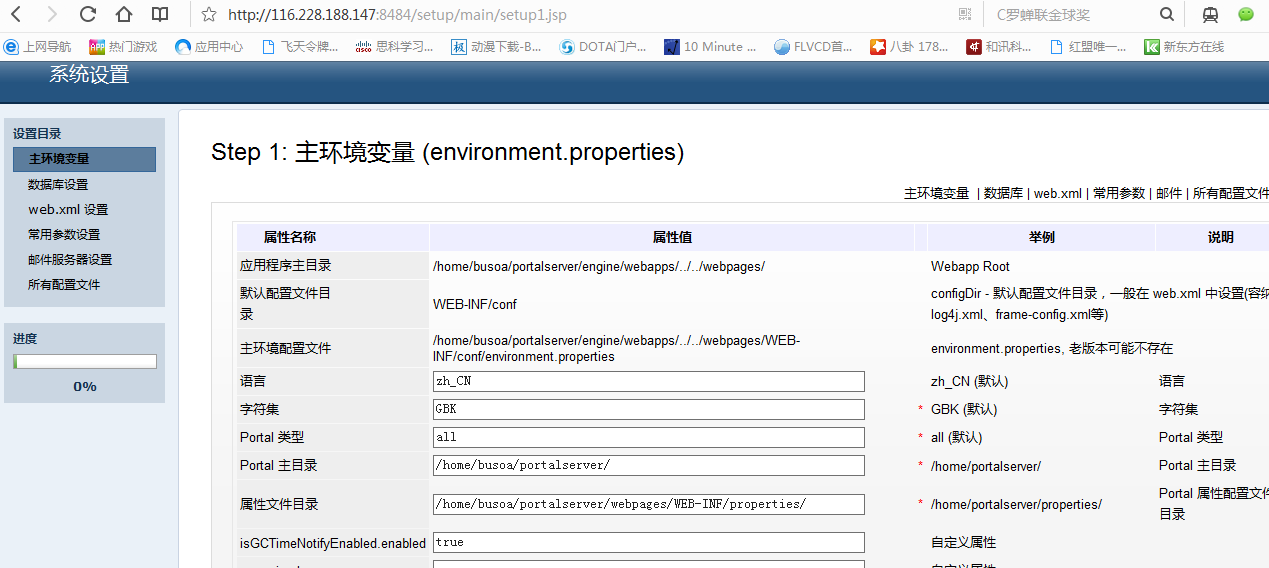 http://116.228.188.147:8484/setup/main/setup1.jsp C罗蝉联金球奖
上网导航 热门游戏 应用中心 飞天令牌... 思科学习... 动漫下载-B... DOTA门户... 10 Minute ... FLVCD首... 八卦 178... 和讯科... 红盟唯一... 新东方在线
系统设置
设置目录
主环境变量
数据库设置
web.xml 设置
常用参数设置
邮件服务器设置
所有配置文件
进度
0%
Step 1: 主环境变量 (environment.properties)
主环境变量 | 数据库 | web.xml | 常用参数 | 邮件 | 所有配置文件
属性名称 属性值 举例 说明
应用程序主目录 /home/busoa/portalserver/engine/webapps/../../webpages/ Webapp Root
默认配置文件目
录 WEB-INF/conf configDir - 默认配置文件目录，一般在 web.xml 中设置(容纳
log4j.xml、frame-config.xml等)
主环境配置文件 /home/busoa/portalserver/engine/webapps/../../webpages/WEB-
INF/conf/environment.properties environment.properties, 老版本可能不存在
语言 zh_CN zh_CN (默认) 语言
字符集 GBK * GBK (默认) 字符集
Portal 类型 all * all (默认) Portal 类型
Portal 主目录 /home/busoa/portalserver/ * /home/portalserver/ Portal 主目录
属性文件目录 /home/busoa/portalserver/webpages/WEB-INF/properties/ * /home/portalserver/properties/ Portal 属性配置文件
目录
isGCTimeNotifyEnabled.enabled true 自定义属性